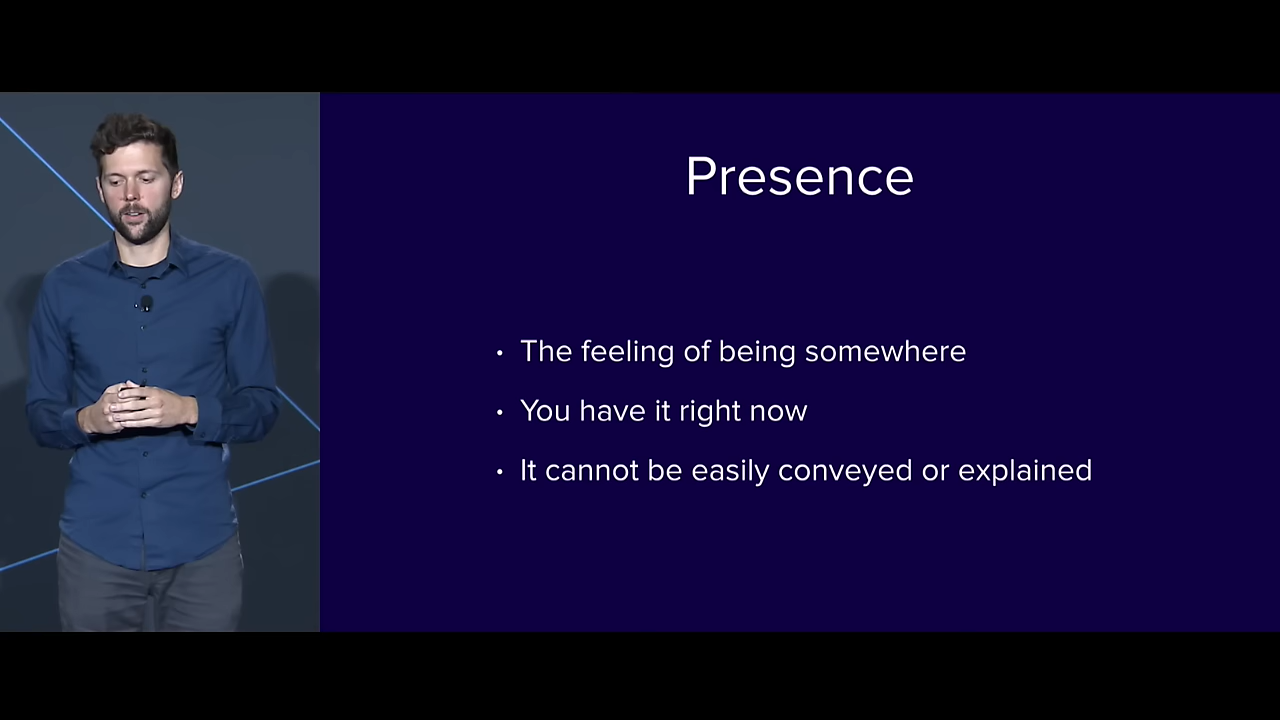 Presence
• The feeling of being somewhere
• You have it right now
• It cannot be easily conveyed or explained